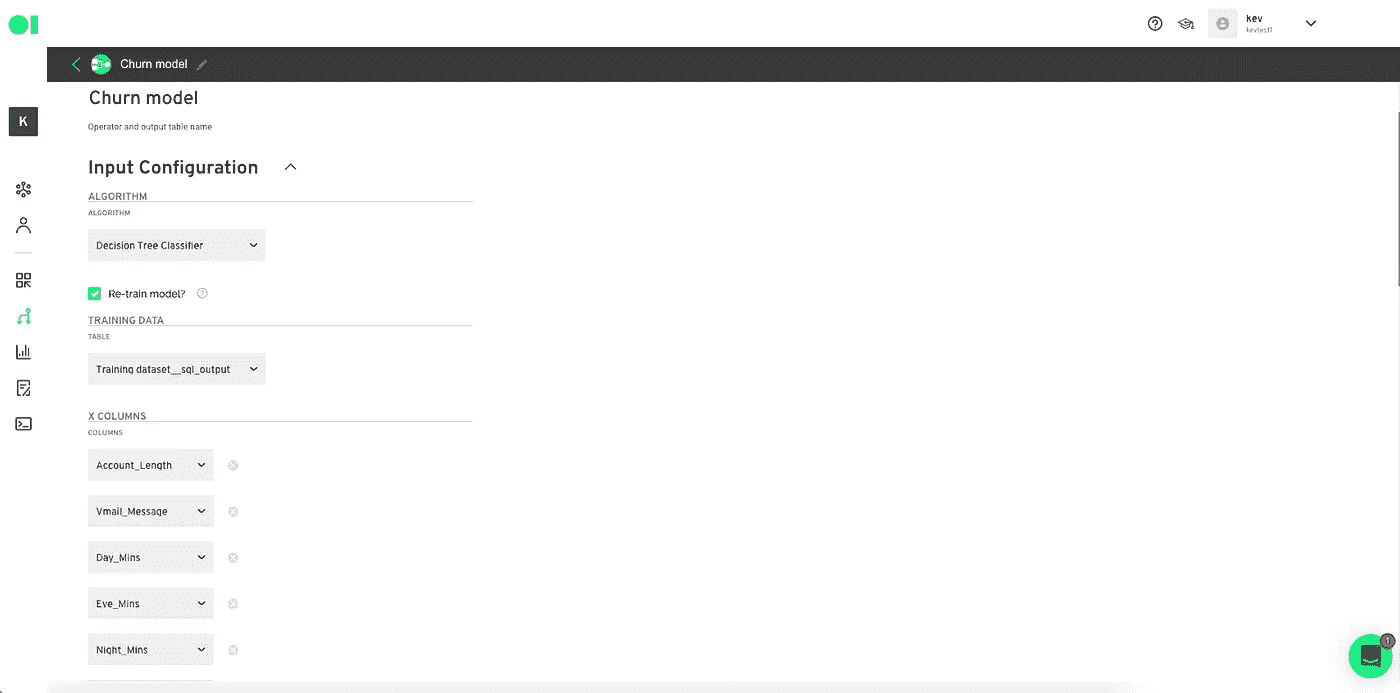 kev
kevtest1
Churn model
K
Churn model
Operator and output table name
Input Configuration
ALGORITHM
ALGORITHM
Decision Tree Classifier
Re-train model?
TRAINING DATA
TABLE
Training dataset__sql_output
X COLUMNS
COLUMNS
Account_Length
Vmail_Message
Day_Mins
Eve_Mins
Night_Mins
1